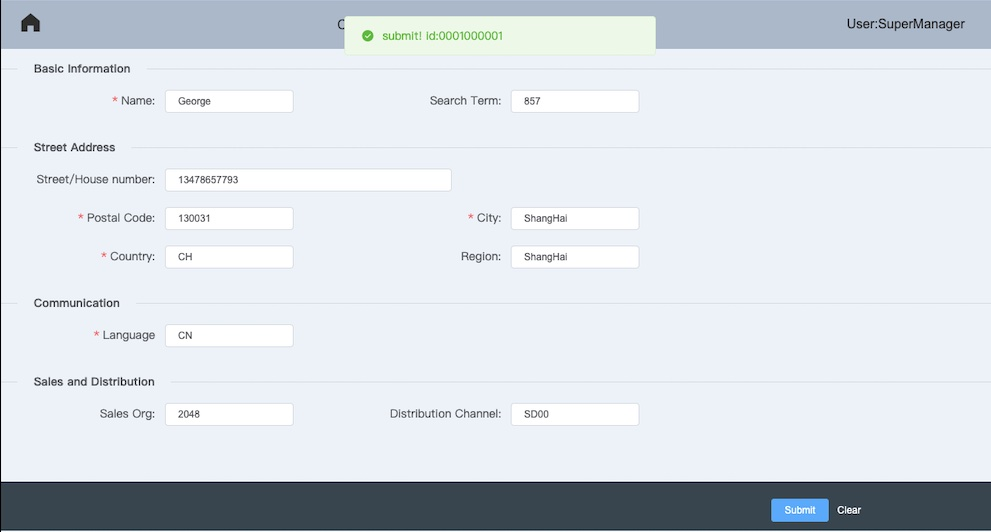 submit! id:0001000001
User:SuperManager
Basic Information
* Name: George Search Term: 857
Street Address
Street/House number: 13478657793
* Postal Code: 130031 * City: ShangHai
* Country: CH Region: ShangHai
Communication
* Language CN
Sales and Distribution
Sales Org: 2048 Distribution Channel: SD00
Submit Clear